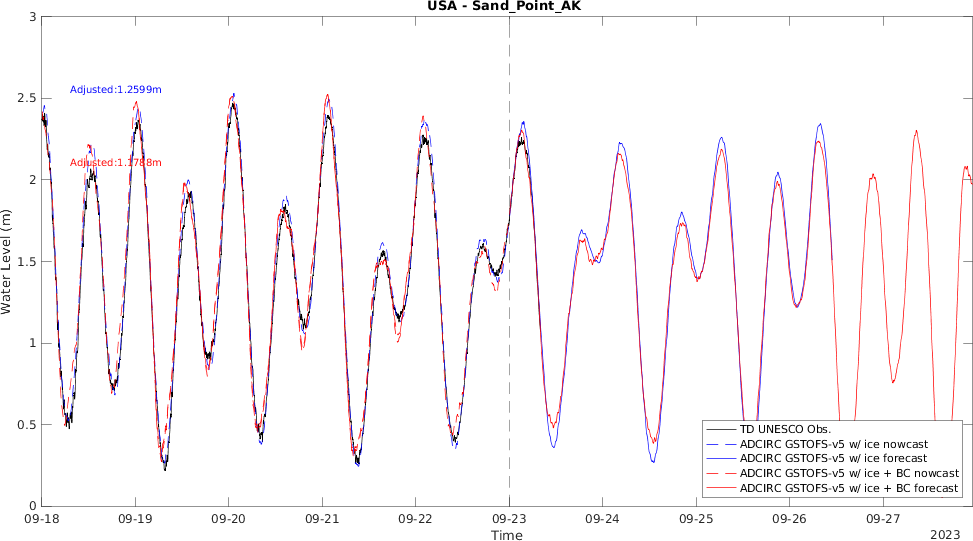 USA - Sand_Point_AK
3
2.5
2
1.5
1
0.5
0
Water Level (m)
Adjusted:1.2599m
Adjusted:1.1788m
TD UNESCO Obs.
ADCIRC GSTOFS-v5 w/ ice nowcast
ADCIRC GSTOFS-v5 w/ ice forecast
ADCIRC GSTOFS-v5 w/ ice + BC nowcast
ADCIRC GSTOFS-v5 w/ ice + BC forecast
09-18 09-19 09-20 09-21 09-22 09-23 09-24 09-25 09-26 09-27
Time
2023